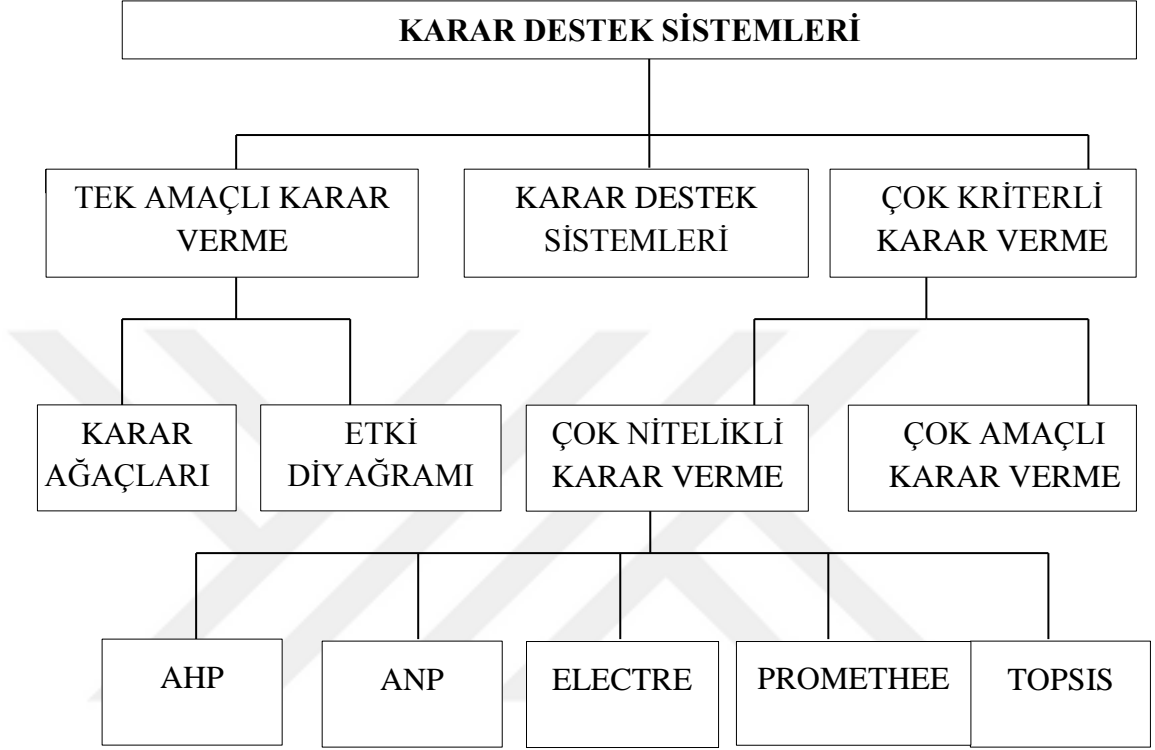 KARAR DESTEK SİSTEMLERİ
TEK AMAÇLI KARAR
VERME
KARAR DESTEK
SİSTEMLERİ
ÇOK KRİTERLİ
KARAR VERME
KARAR
AĞAÇLARI
ETKİ
DİYAĞRAMI
ÇOK NİTELİKLİ
KARAR VERME
ÇOK AMAÇLI
KARAR VERME
AHP
ANP
ELECTRE
PROMETHEE
TOPSIS